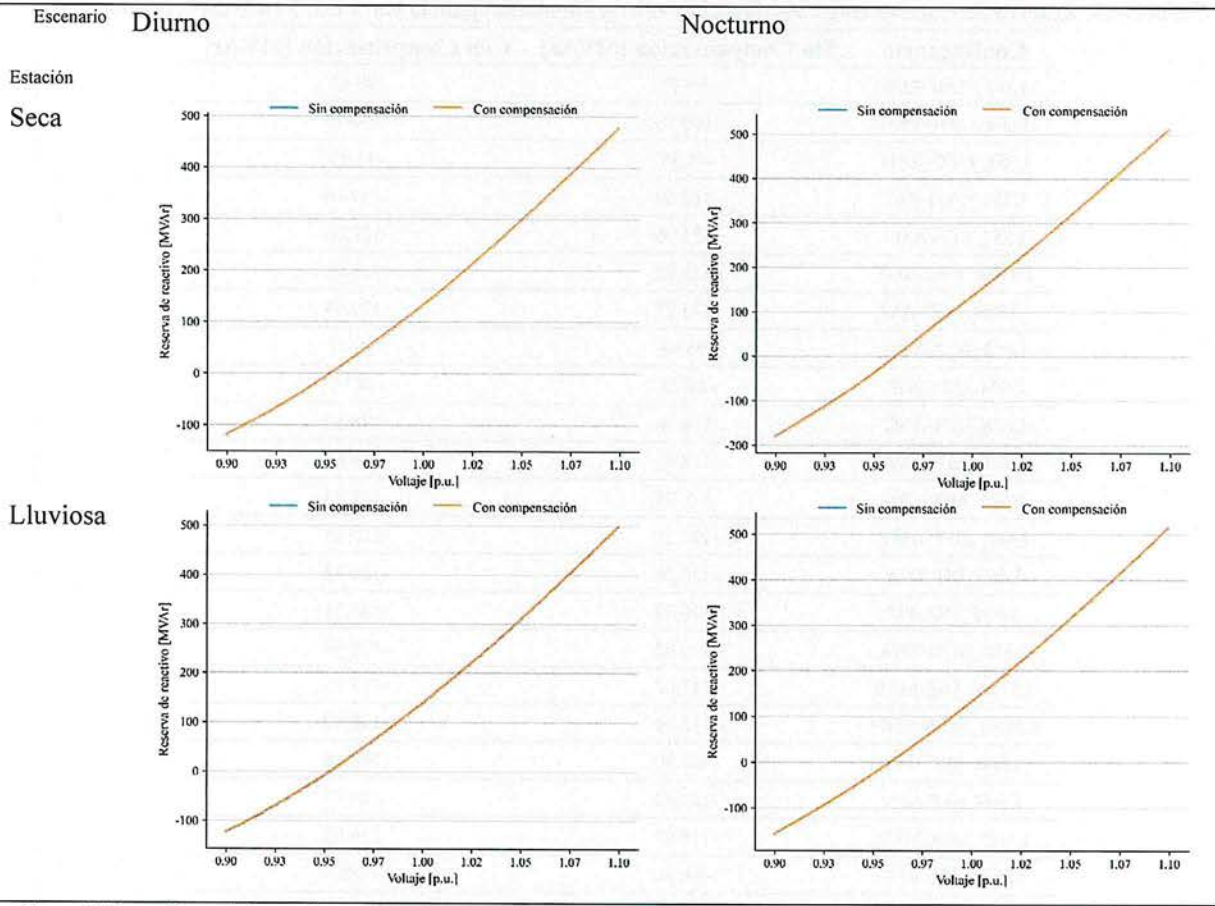 Escenario
Diurno
Nocturno
Estación
Seca
Sin compensación
Con compensación
Reserva de reactivo [MVAr]
500
400
300
200
100
0
-100
0.90
0.93
0.95
0.97
1.00
1.02
1.05
1.07
1.10
Voltaje [p.u.]
Sin compensación
Con compensación
Reserva de reactivo [MVAr]
500
400
300
200
100
0
-100
-200
0.90
0.93
0.95
0.97
1.00
1.02
1.05
1.07
1.10
Voltaje [p.u.]
Lluviosa
Sin compensación
Con compensación
Reserva de reactivo [MVAr]
500
400
300
200
100
0
-100
0.90
0.93
0.95
0.97
1.00
1.02
1.05
1.07
1.10
Voltaje [p.u.]
Sin compensación
Con compensación
Reserva de reactivo [MVAr]
500
400
300
200
100
0
-100
0.90
0.93
0.95
0.97
1.00
1.02
1.05
1.07
1.10
Voltaje [p.u.]